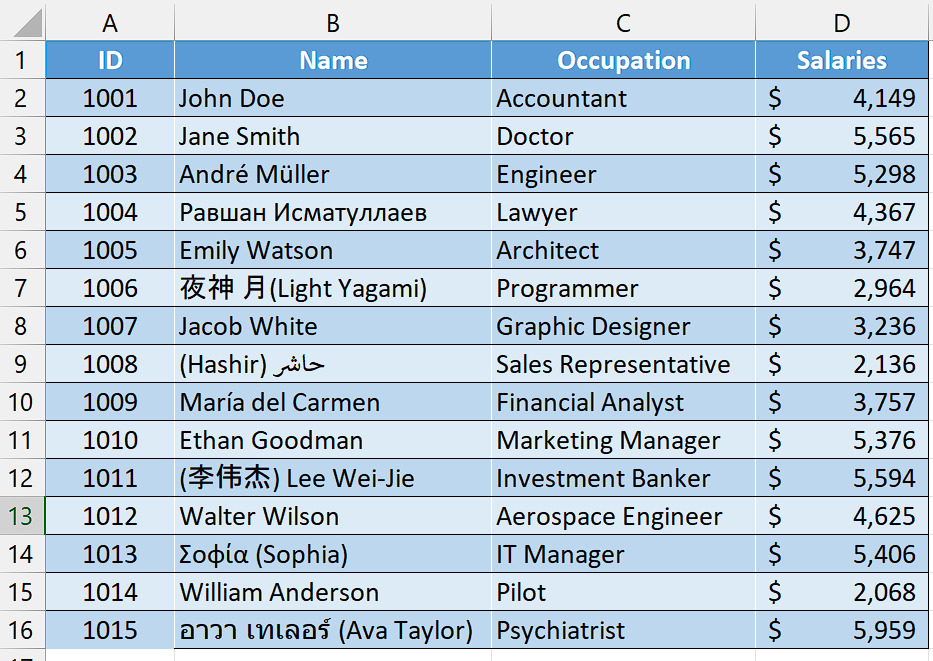 A B C D
1 ID Name Occupation Salaries
2 1001 John Doe Accountant $ 4,149
3 1002 Jane Smith Doctor $ 5,565
4 1003 André Müller Engineer $ 5,298
5 1004 Равшан Исматуллаев Lawyer $ 4,367
6 1005 Emily Watson Architect $ 3,747
7 1006 夜神 月(Light Yagami) Programmer $ 2,964
8 1007 Jacob White Graphic Designer $ 3,236
9 1008 (Hashir) حاشر Sales Representative $ 2,136
10 1009 María del Carmen Financial Analyst $ 3,757
11 1010 Ethan Goodman Marketing Manager $ 5,376
12 1011 (李伟杰) Lee Wei-Jie Investment Banker $ 5,594
13 1012 Walter Wilson Aerospace Engineer $ 4,625
14 1013 Σοφία (Sophia) IT Manager $ 5,406
15 1014 William Anderson Pilot $ 2,068
16 1015 อาวา เทเลอร์ (Ava Taylor) Psychiatrist $ 5,959